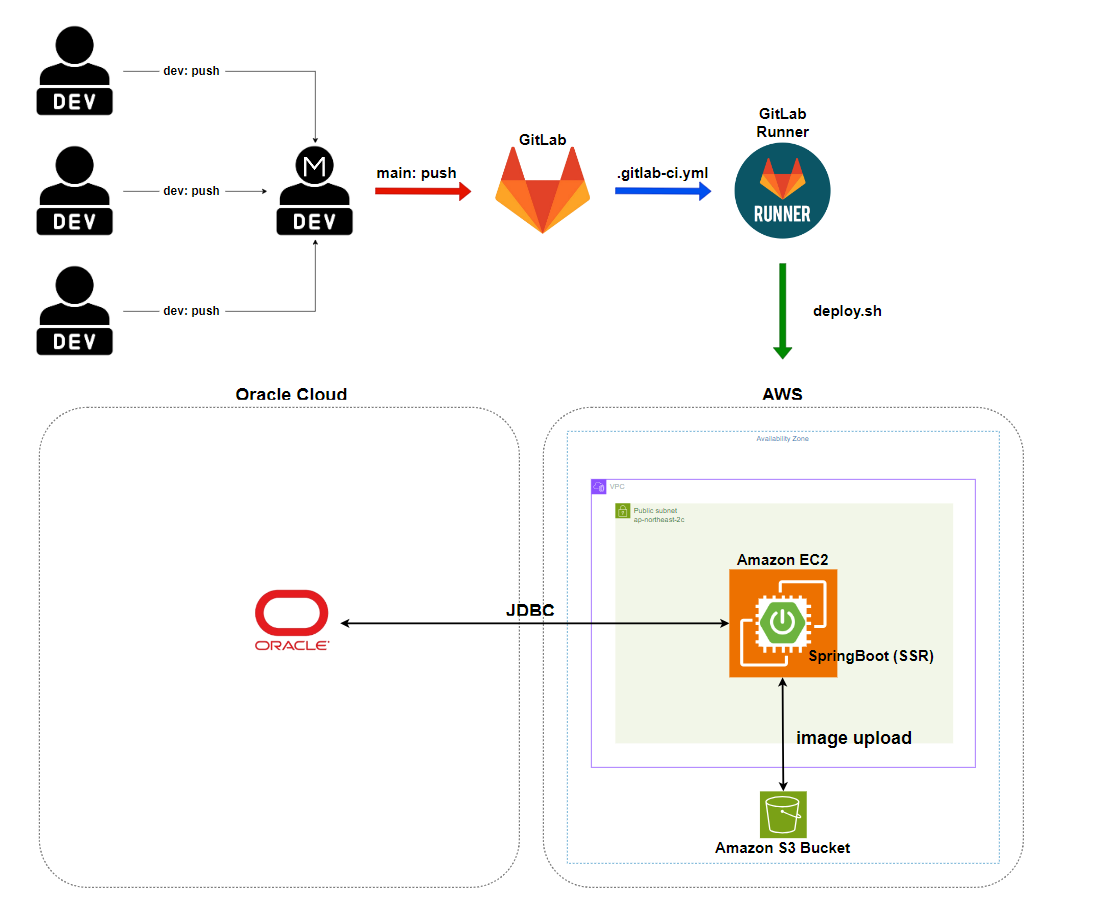 DEV
dev: push
DEV
dev: push
M
DEV
main: push
GitLab
.gitlab-ci.yml
GitLab
Runner
RUNNER
DEV
dev: push
deploy.sh
Oracle Cloud
AWS
Availability Zone
VPC
Public subnet
ap-northeast-2c
Amazon EC2
JDBC
ORACLE
SpringBoot (SSR)
image upload
Amazon S3 Bucket